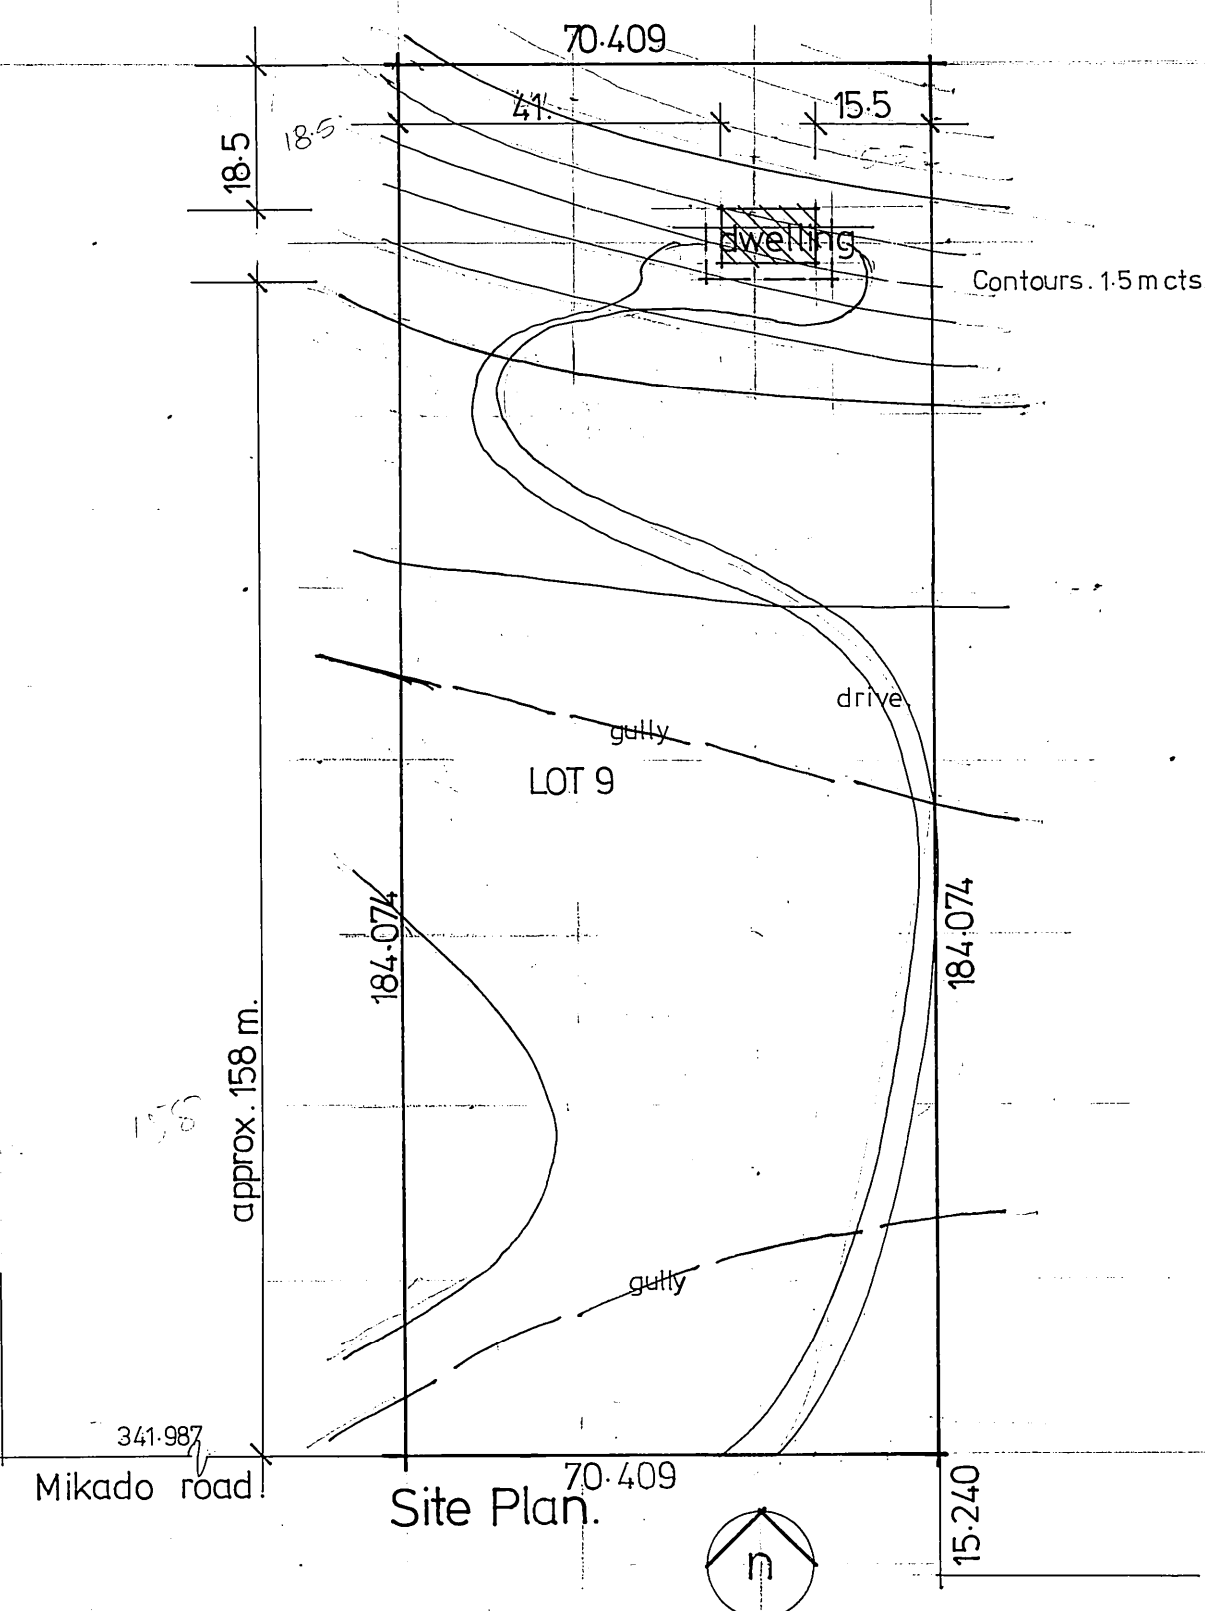 70·409
41·
15·5
18·5
18·5
dwelling
Contours. 1·5 m cts
drive.
gully
LOT 9
184·074
184·074
approx. 158 m.
158
gully
341·987
Mikado road!
70·409
Site Plan.
15·240
n